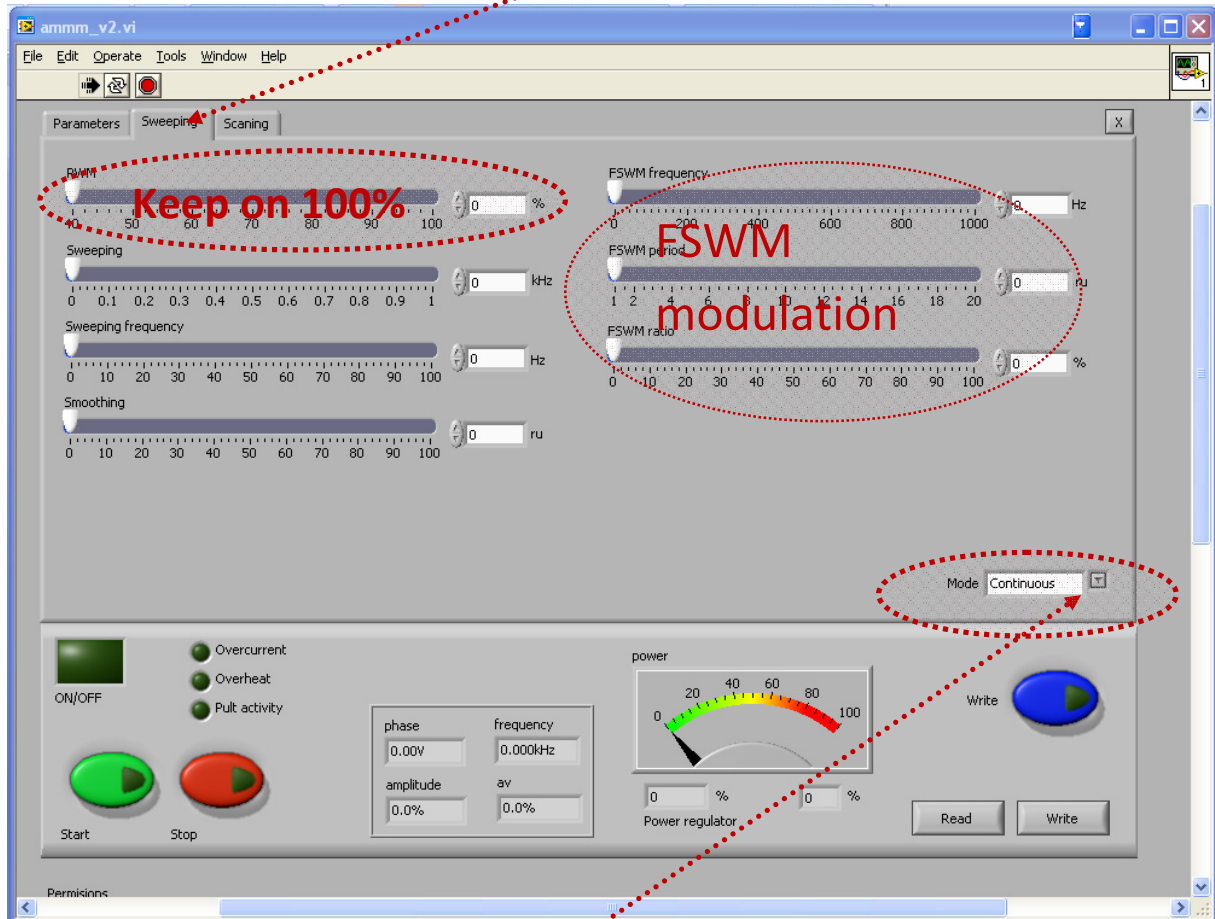 ammm_v2.vi
File Edit Operate Tools Window Help
1
Parameters Sweeping Scaning X
PWM
Keep on 100%
40 50 60 70 80 90 100
0 %
Sweeping
0 0.1 0.2 0.3 0.4 0.5 0.6 0.7 0.8 0.9 1
0 kHz
Sweeping frequency
0 10 20 30 40 50 60 70 80 90 100
0 Hz
Smoothing
0 10 20 30 40 50 60 70 80 90 100
0 ru
FSWM frequency
0 200 400 600 800 1000
0 Hz
FSWM
FSWM period
1 2 4 6 8 10 12 14 16 18 20
0 ru
modulation
FSWM ratio
0 10 20 30 40 50 60 70 80 90 100
0 %
Mode Continuous
ON/OFF
Overcurrent
Overheat
Pult activity
Start Stop
phase frequency
0.00V 0.000kHz
amplitude av
0.0% 0.0%
power
0 20 40 60 80 100
0 % 0 %
Power regulator
Write
Read Write
Permisions